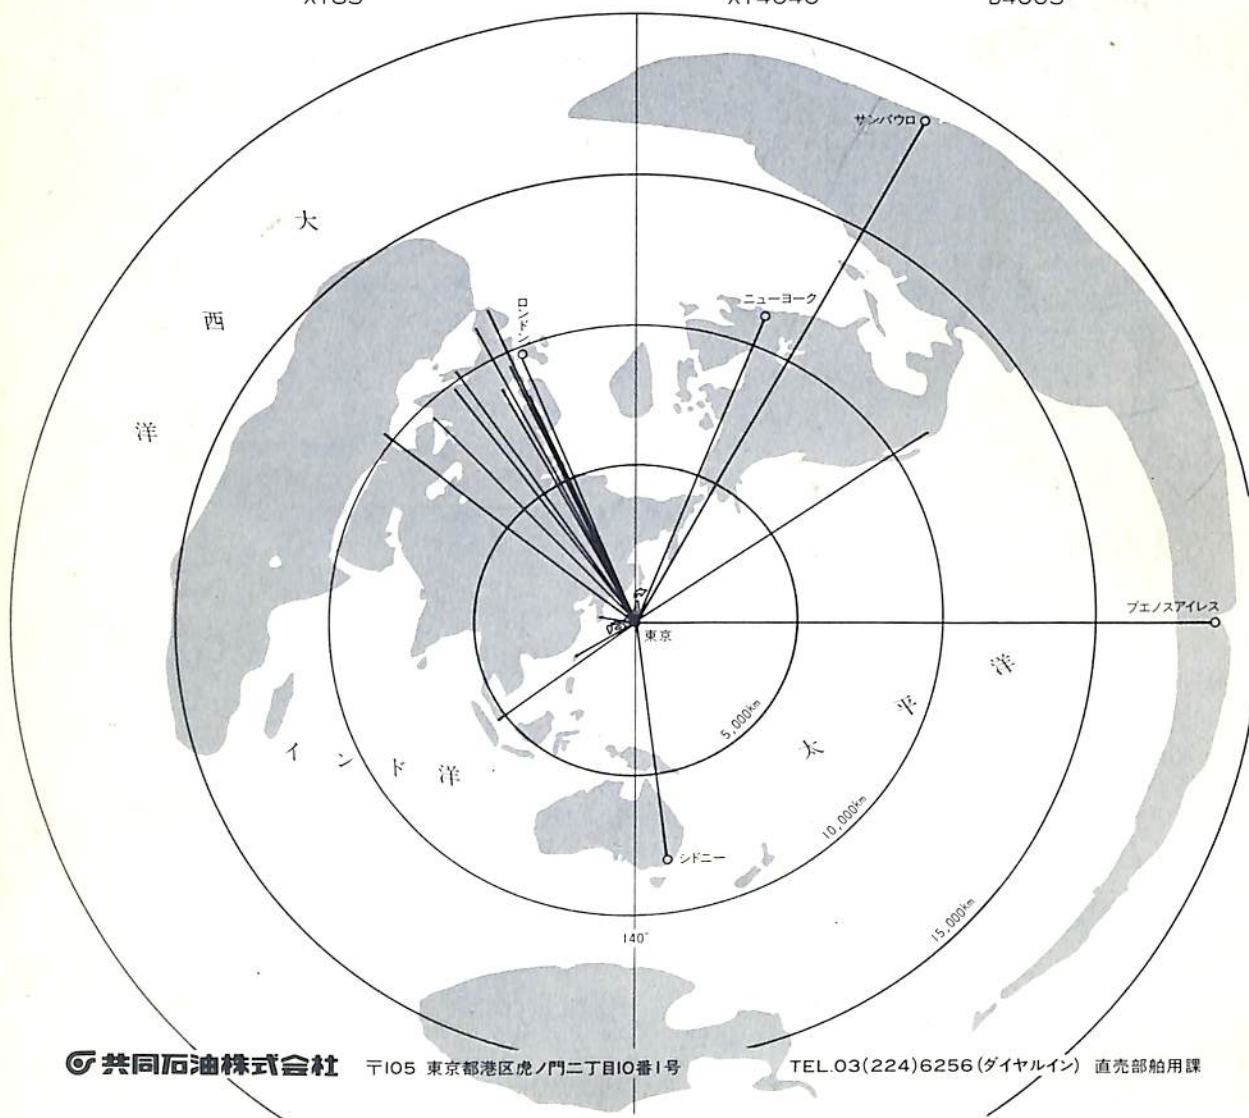 サンパウロ
大西洋
ロンドン
ニューヨーク
ブエノスアイレス
東京
5,000km
太平洋
インド洋
10,000km
シドニー
15,000km
140°
共同石油株式会社 〒105 東京都港区虎ノ門二丁目10番1号 TEL.03(224)6256(ダイヤルイン) 直売部舶用課